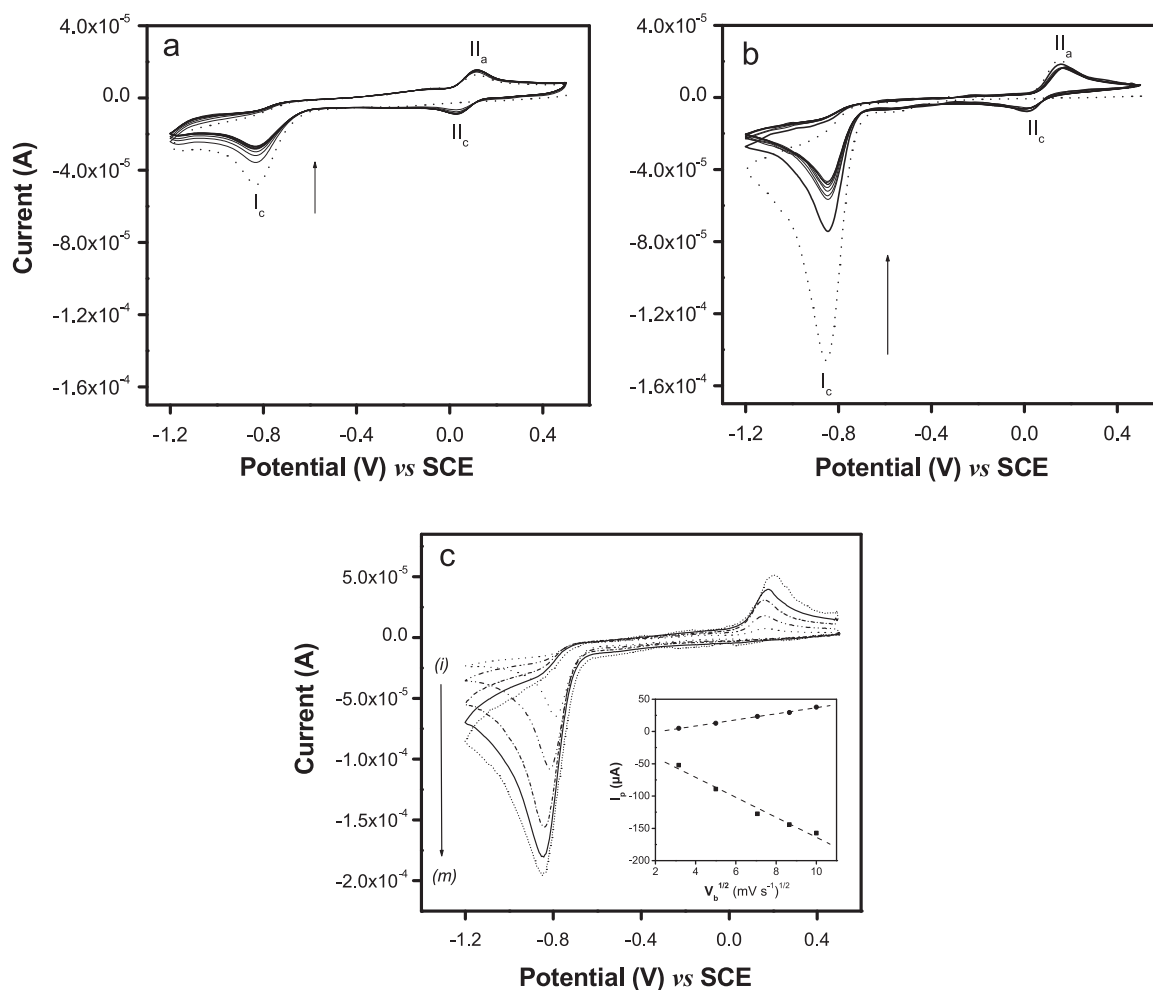 a
4.0x10⁻⁵
0.0
-4.0x10⁻⁵
-8.0x10⁻⁵
-1.2x10⁻⁴
-1.6x10⁻⁴
Current (A)
IIₐ
II꜀
I꜀
-1.2 -0.8 -0.4 0.0 0.4
Potential (V) vs SCE
b
4.0x10⁻⁵
0.0
-4.0x10⁻⁵
-8.0x10⁻⁵
-1.2x10⁻⁴
-1.6x10⁻⁴
Current (A)
IIₐ
II꜀
I꜀
-1.2 -0.8 -0.4 0.0 0.4
Potential (V) vs SCE
c
5.0x10⁻⁵
0.0
-5.0x10⁻⁵
-1.0x10⁻⁴
-1.5x10⁻⁴
-2.0x10⁻⁴
Current (A)
(i)
(m)
50
0
-50
-100
-150
-200
Iₚ (µA)
2 4 6 8 10
V_b^1/2 (mV s⁻¹)^1/2
-1.2 -0.8 -0.4 0.0 0.4
Potential (V) vs SCE